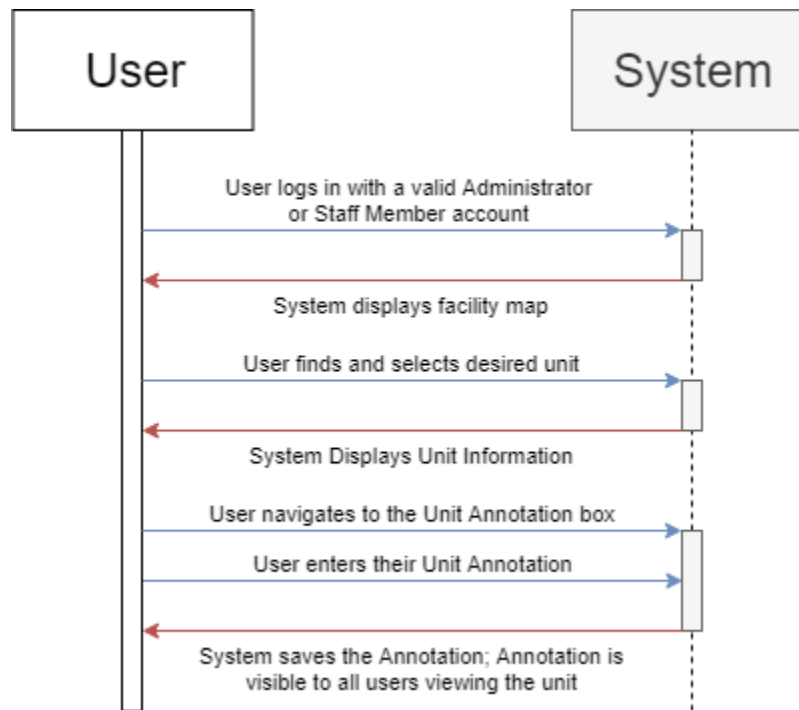 User
System
User logs in with a valid Administrator
or Staff Member account
System displays facility map
User finds and selects desired unit
System Displays Unit Information
User navigates to the Unit Annotation box
User enters their Unit Annotation
System saves the Annotation; Annotation is
visible to all users viewing the unit